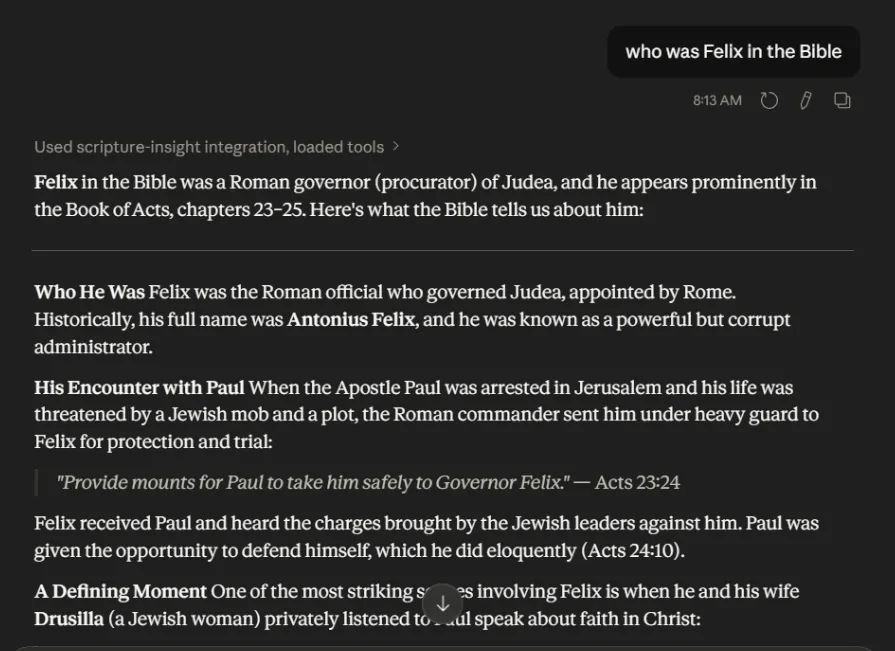 who was Felix in the Bible
8:13 AM
Used scripture-insight integration, loaded tools >
Felix in the Bible was a Roman governor (procurator) of Judea, and he appears prominently in
the Book of Acts, chapters 23–25. Here's what the Bible tells us about him:
Who He Was Felix was the Roman official who governed Judea, appointed by Rome.
Historically, his full name was Antonius Felix, and he was known as a powerful but corrupt
administrator.
His Encounter with Paul When the Apostle Paul was arrested in Jerusalem and his life was
threatened by a Jewish mob and a plot, the Roman commander sent him under heavy guard to
Felix for protection and trial:
"Provide mounts for Paul to take him safely to Governor Felix." — Acts 23:24
Felix received Paul and heard the charges brought by the Jewish leaders against him. Paul was
given the opportunity to defend himself, which he did eloquently (Acts 24:10).
A Defining Moment One of the most striking involving Felix is when he and his wife
Drusilla (a Jewish woman) privately listened to speak about faith in Christ: